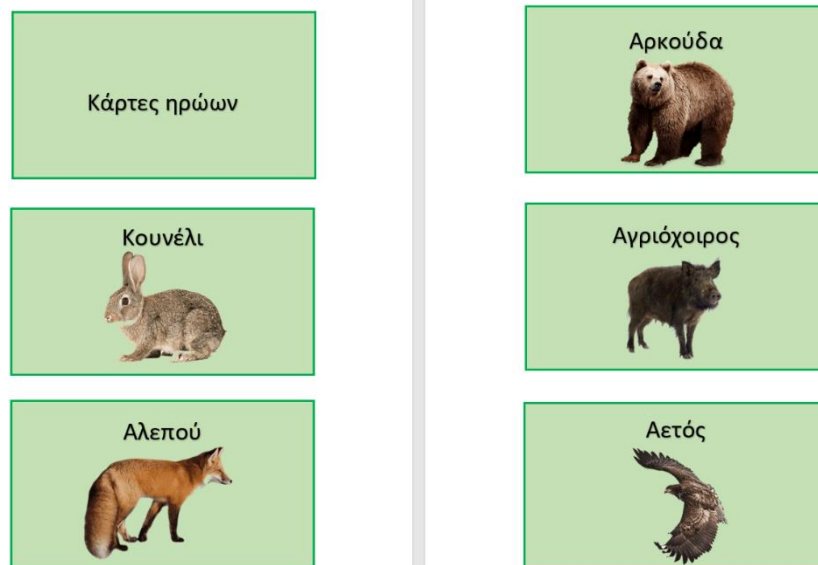 Κάρτες ηρώων
Κουνέλι
Αλεπού
Αρκούδα
Αγριόχοιρος
Αετός